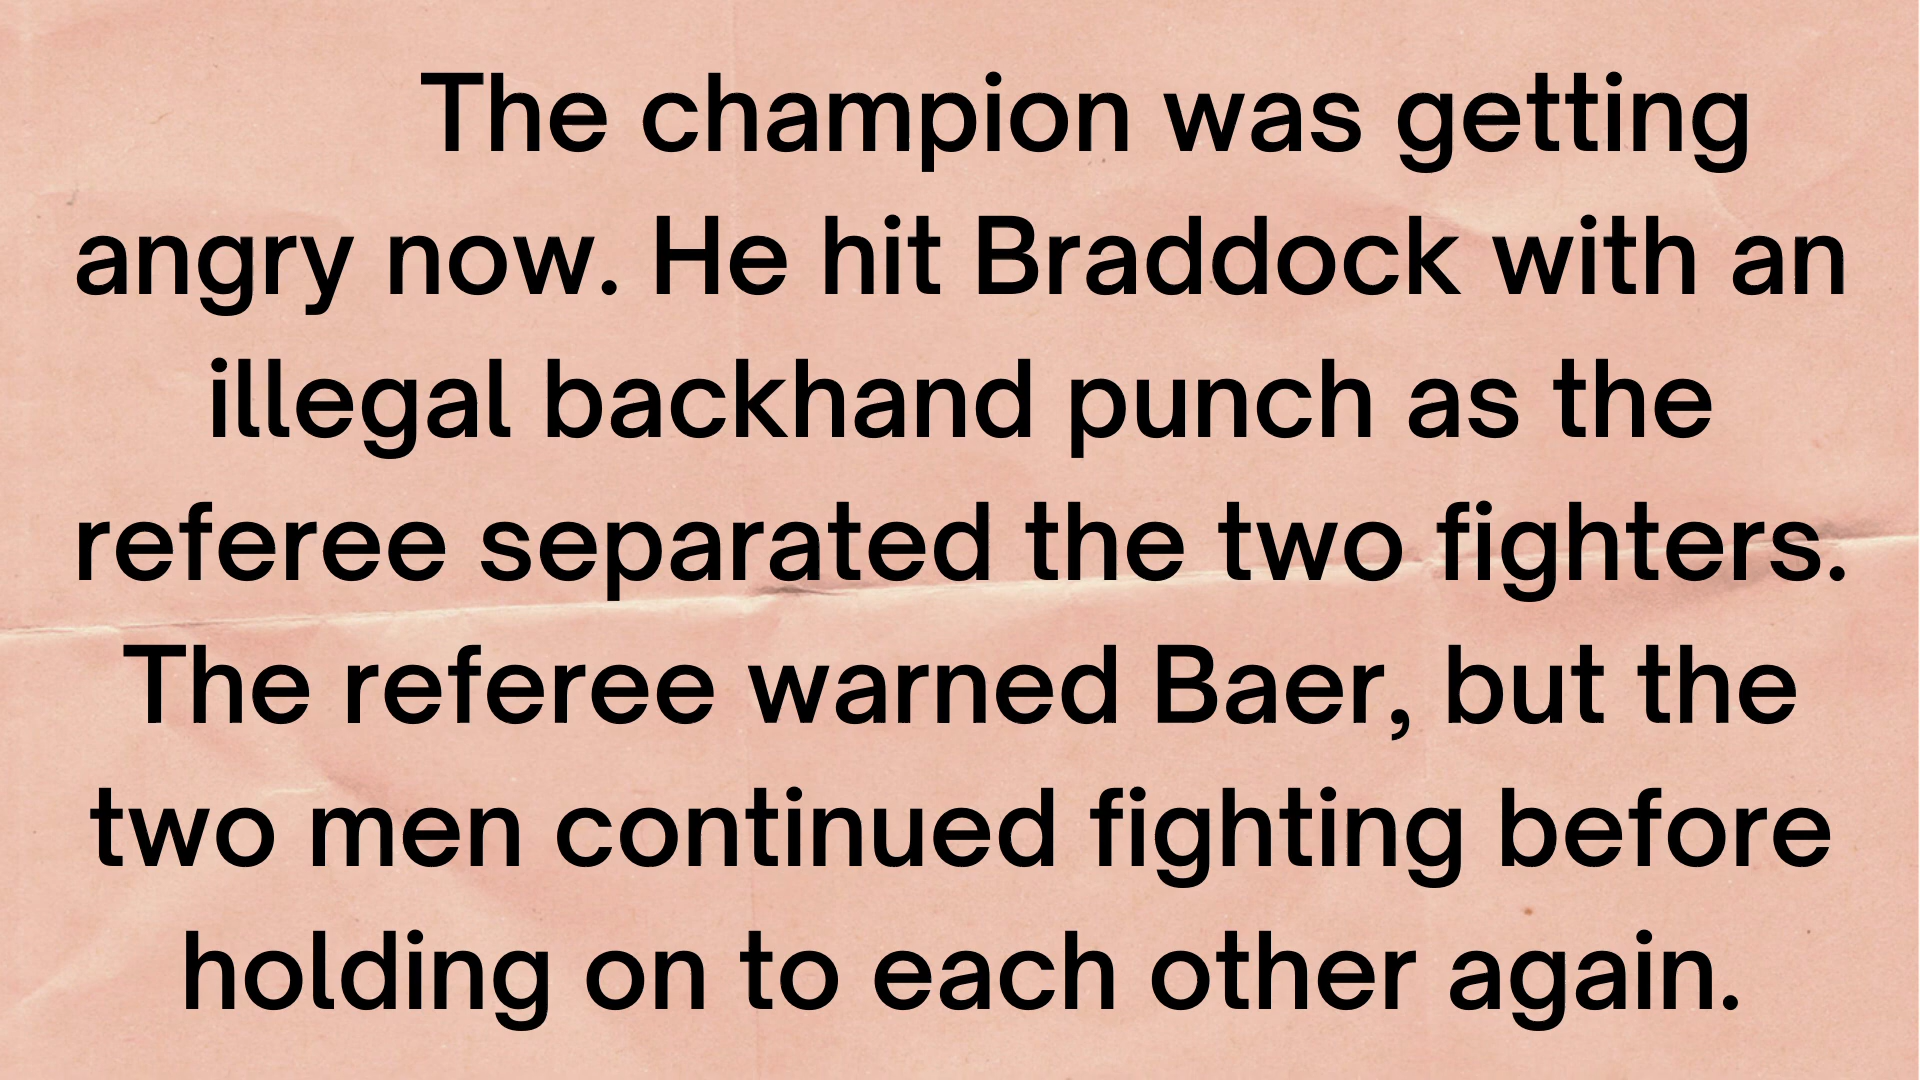 The champion was getting
angry now. He hit Braddock with an
illegal backhand punch as the
referee separated the two fighters.
The referee warned Baer, but the
two men continued fighting before
holding on to each other again.